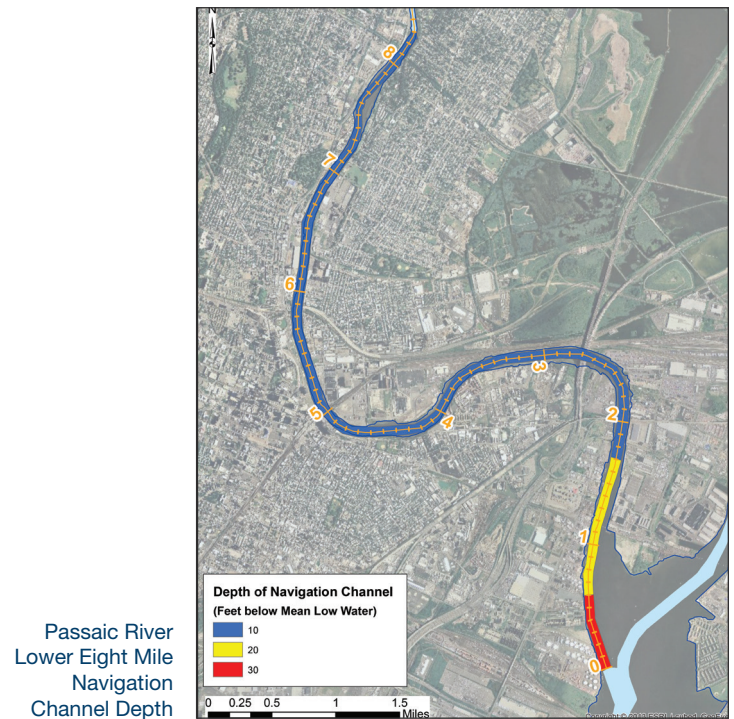 N
8
7
6
5
4
3
2
1
0
Depth of Navigation Channel
(Feet below Mean Low Water)
10
20
30
0 0.25 0.5 1 1.5
Miles
Passaic River
Lower Eight Mile
Navigation
Channel Depth